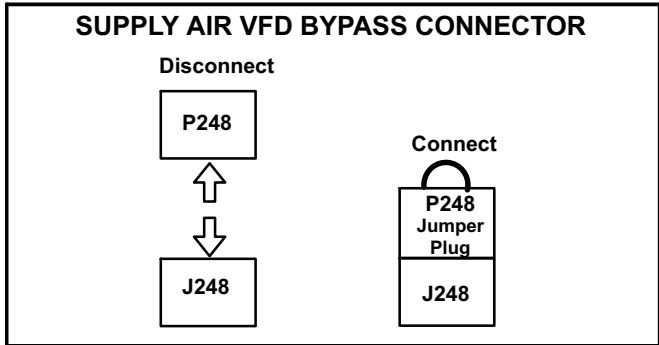 SUPPLY AIR VFD BYPASS CONNECTOR
Disconnect
P248
J248
Connect
P248
Jumper
Plug
J248